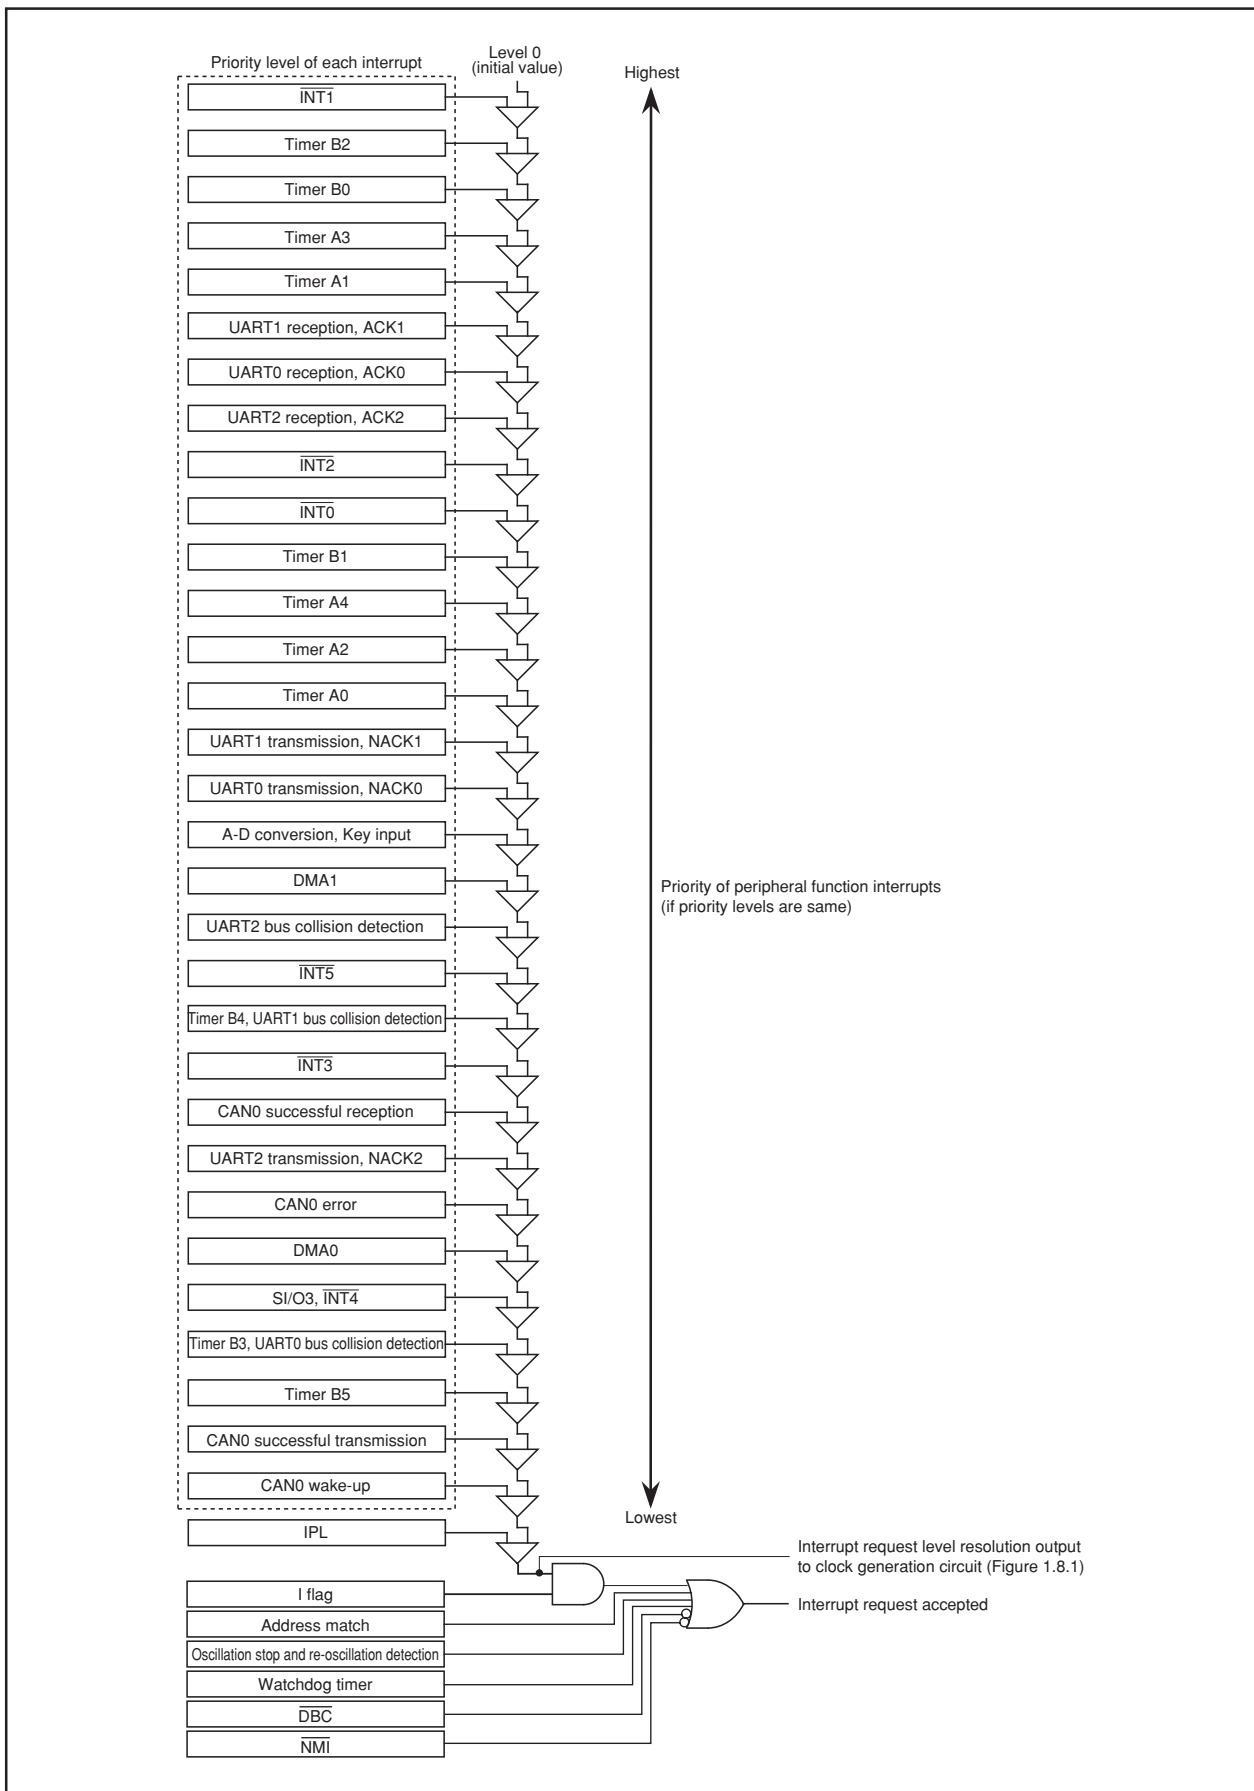 Level 0
(initial value)
Priority level of each interrupt
Highest
INT1
Timer B2
Timer B0
Timer A3
Timer A1
UART1 reception, ACK1
UART0 reception, ACK0
UART2 reception, ACK2
INT2
INT0
Timer B1
Timer A4
Timer A2
Timer A0
UART1 transmission, NACK1
UART0 transmission, NACK0
A-D conversion, Key input
DMA1
Priority of peripheral function interrupts
(if priority levels are same)
UART2 bus collision detection
INT5
Timer B4, UART1 bus collision detection
INT3
CAN0 successful reception
UART2 transmission, NACK2
CAN0 error
DMA0
SI/O3, INT4
Timer B3, UART0 bus collision detection
Timer B5
CAN0 successful transmission
CAN0 wake-up
Lowest
IPL
Interrupt request level resolution output
to clock generation circuit (Figure 1.8.1)
I flag
Interrupt request accepted
Address match
Oscillation stop and re-oscillation detection
Watchdog timer
DBC
NMI